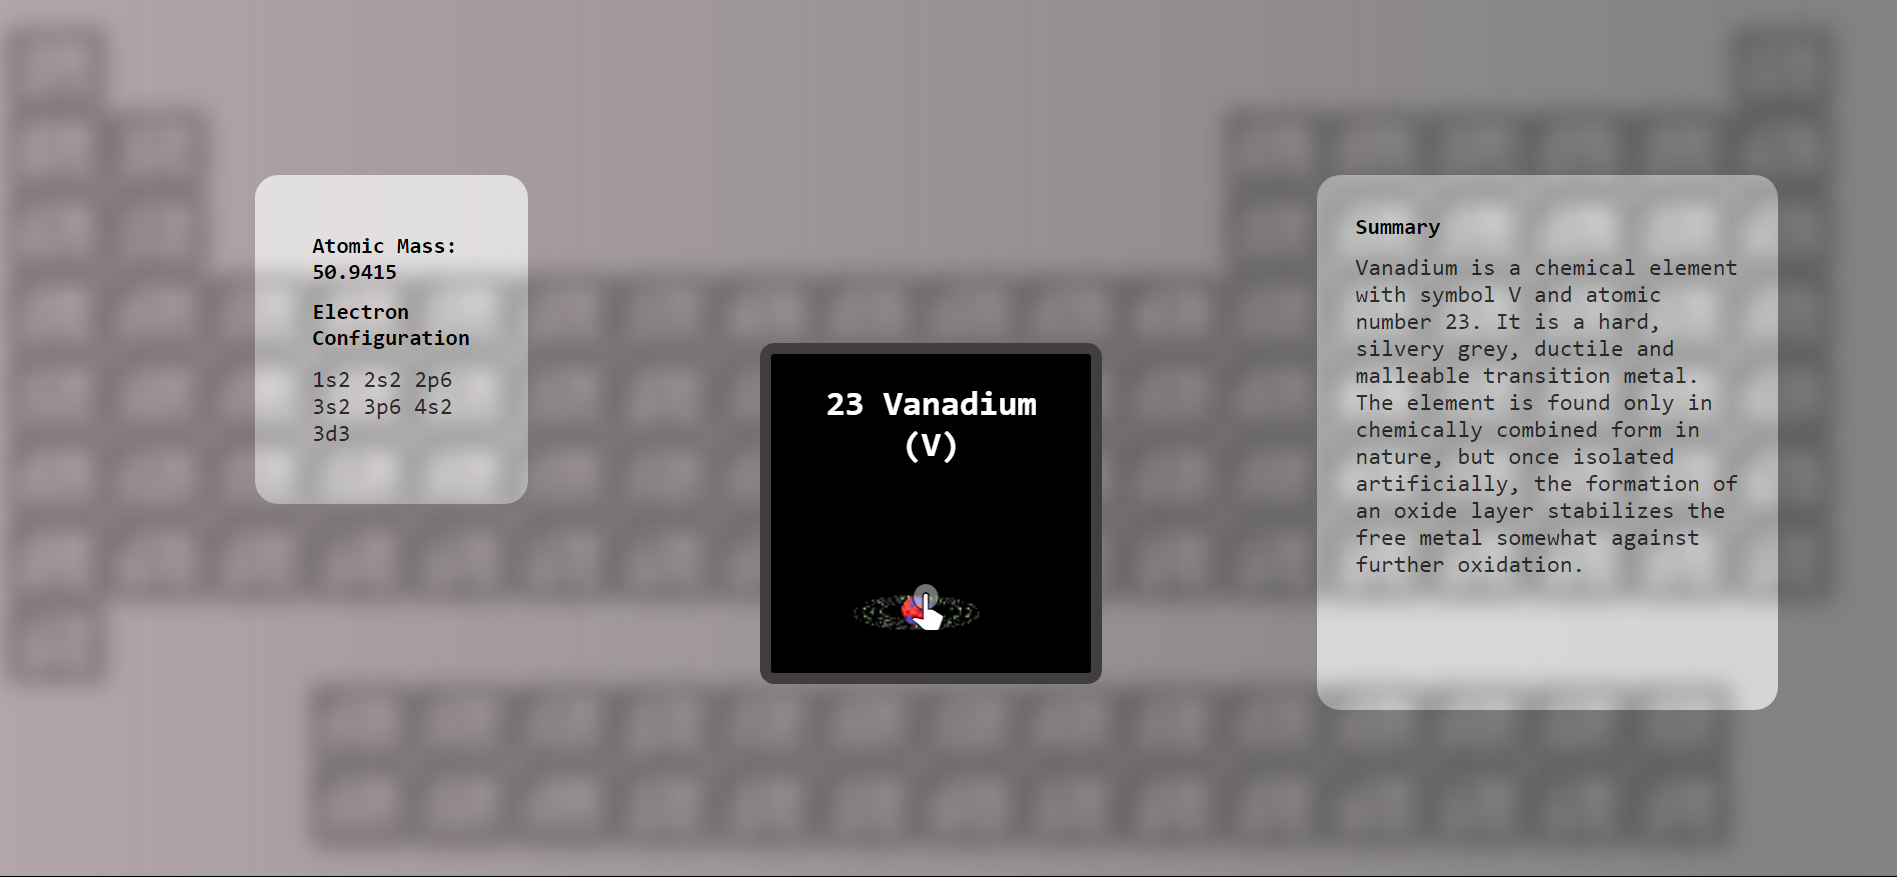 Atomic Mass:
50.9415
Electron
Configuration
1s2 2s2 2p6
3s2 3p6 4s2
3d3
23 Vanadium
(V)
Summary
Vanadium is a chemical element
with symbol V and atomic
number 23. It is a hard,
silvery grey, ductile and
malleable transition metal.
The element is found only in
chemically combined form in
nature, but once isolated
artificially, the formation of
an oxide layer stabilizes the
free metal somewhat against
further oxidation.